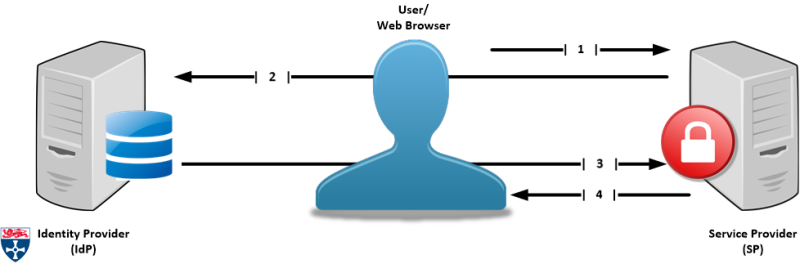 User/
Web Browser
1
2
3
4
Identity Provider
(IdP)
Service Provider
(SP)